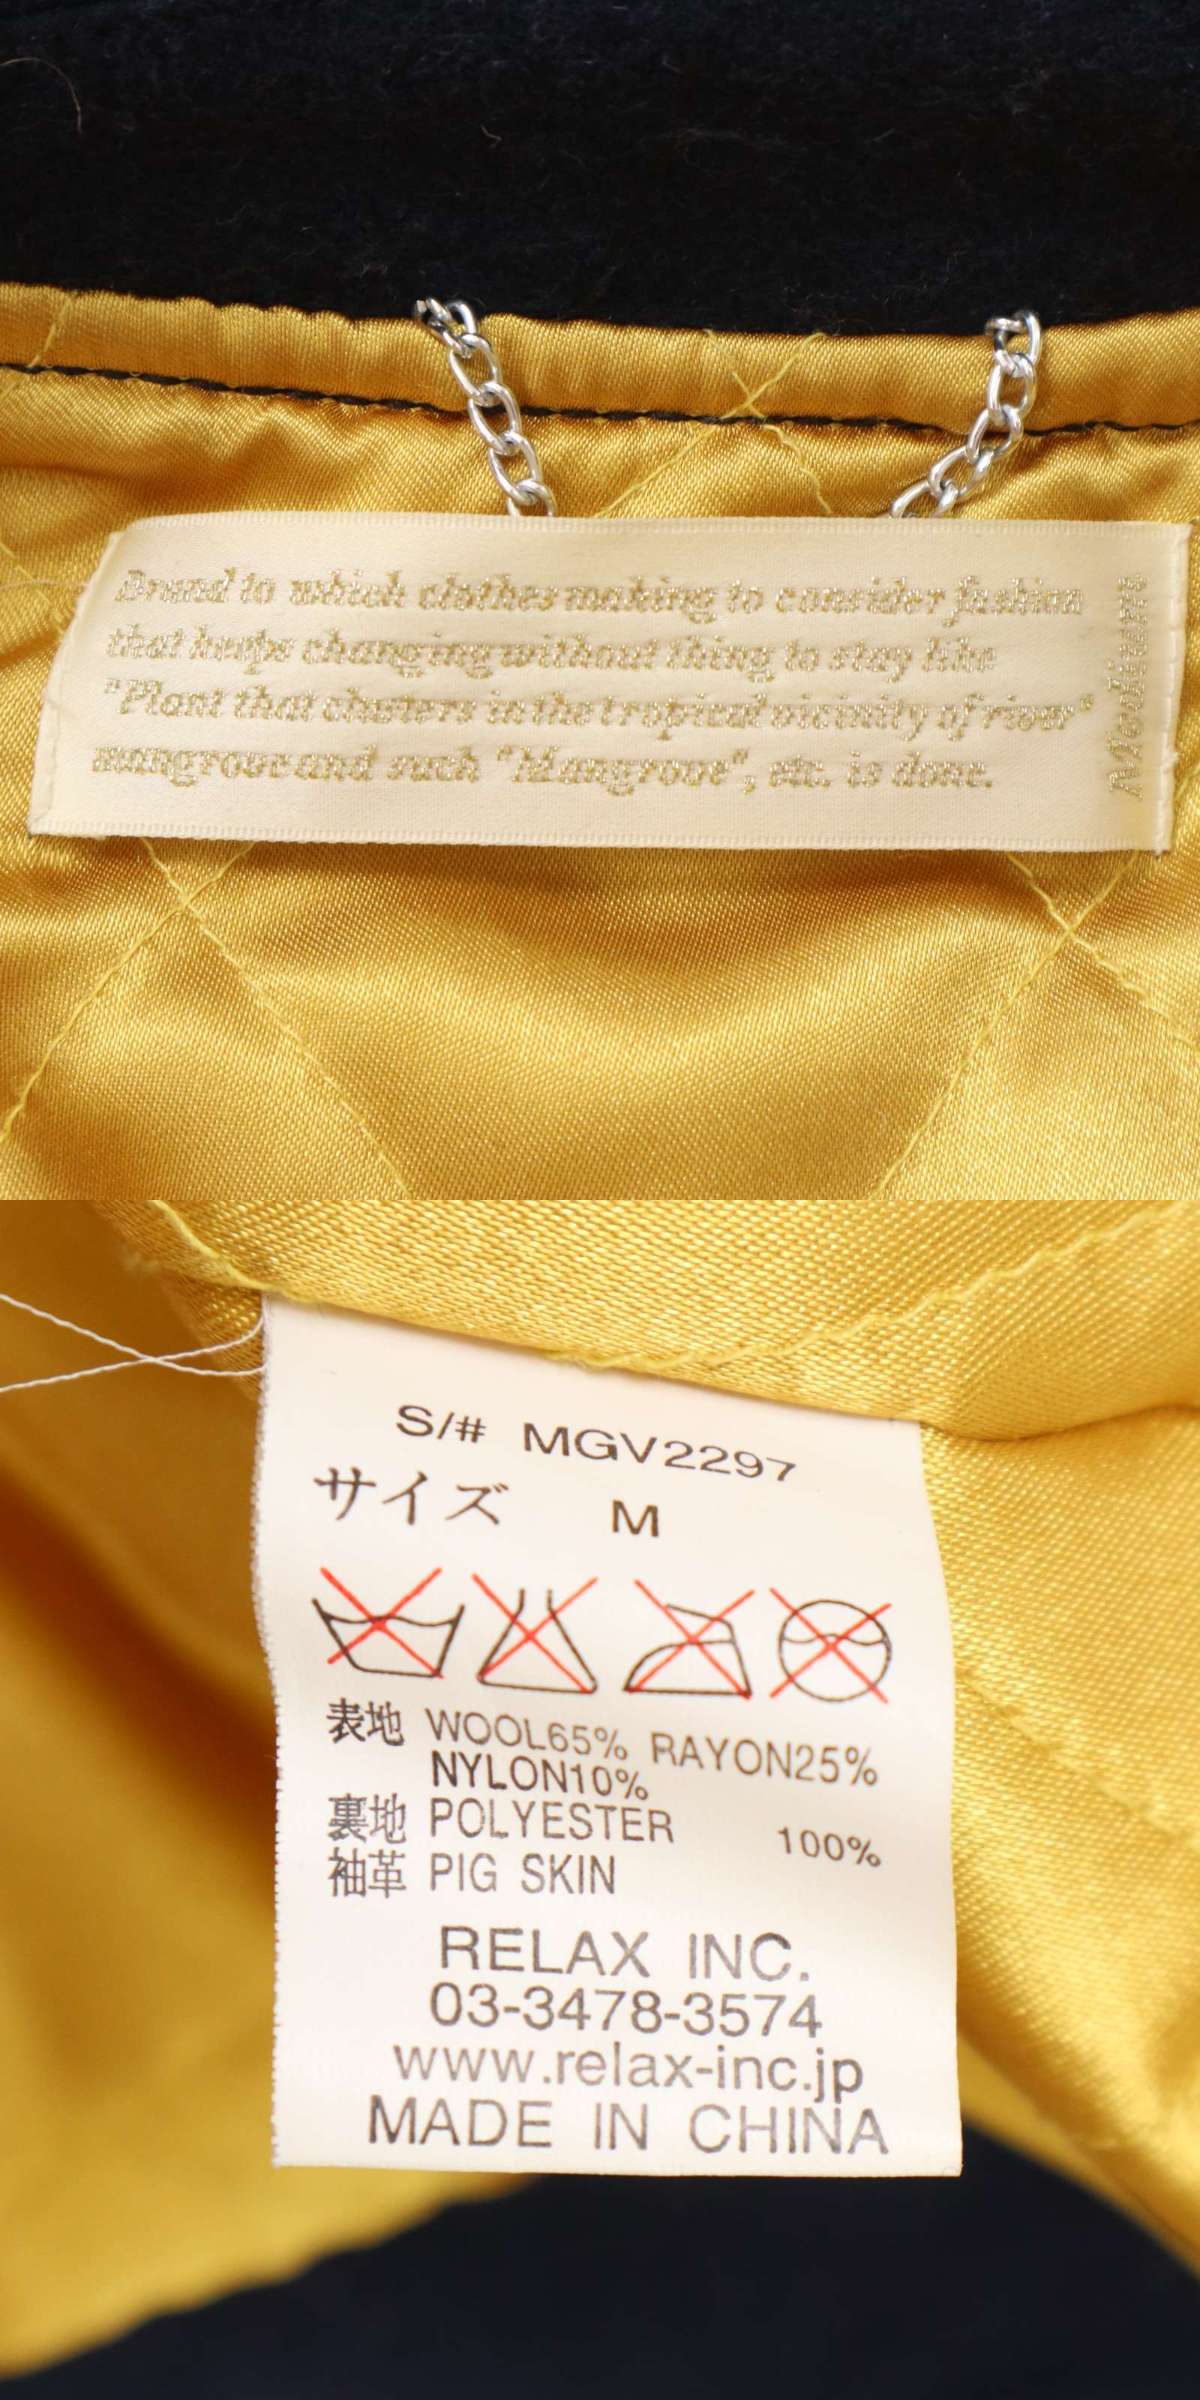 Brand to which clothes making to consider fashion
that keeps changing without thing to stay like
"Plant that clusters in the tropical vicinity of river"
mangrove and such "Mangrove", etc. is done.
Medium
S/# MGV2297
サイズ M
表地 WOOL65% RAYON25%
NYLON10%
裏地 POLYESTER 100%
袖革 PIG SKIN
RELAX INC.
03-3478-3574
www.relax-inc.jp
MADE IN CHINA